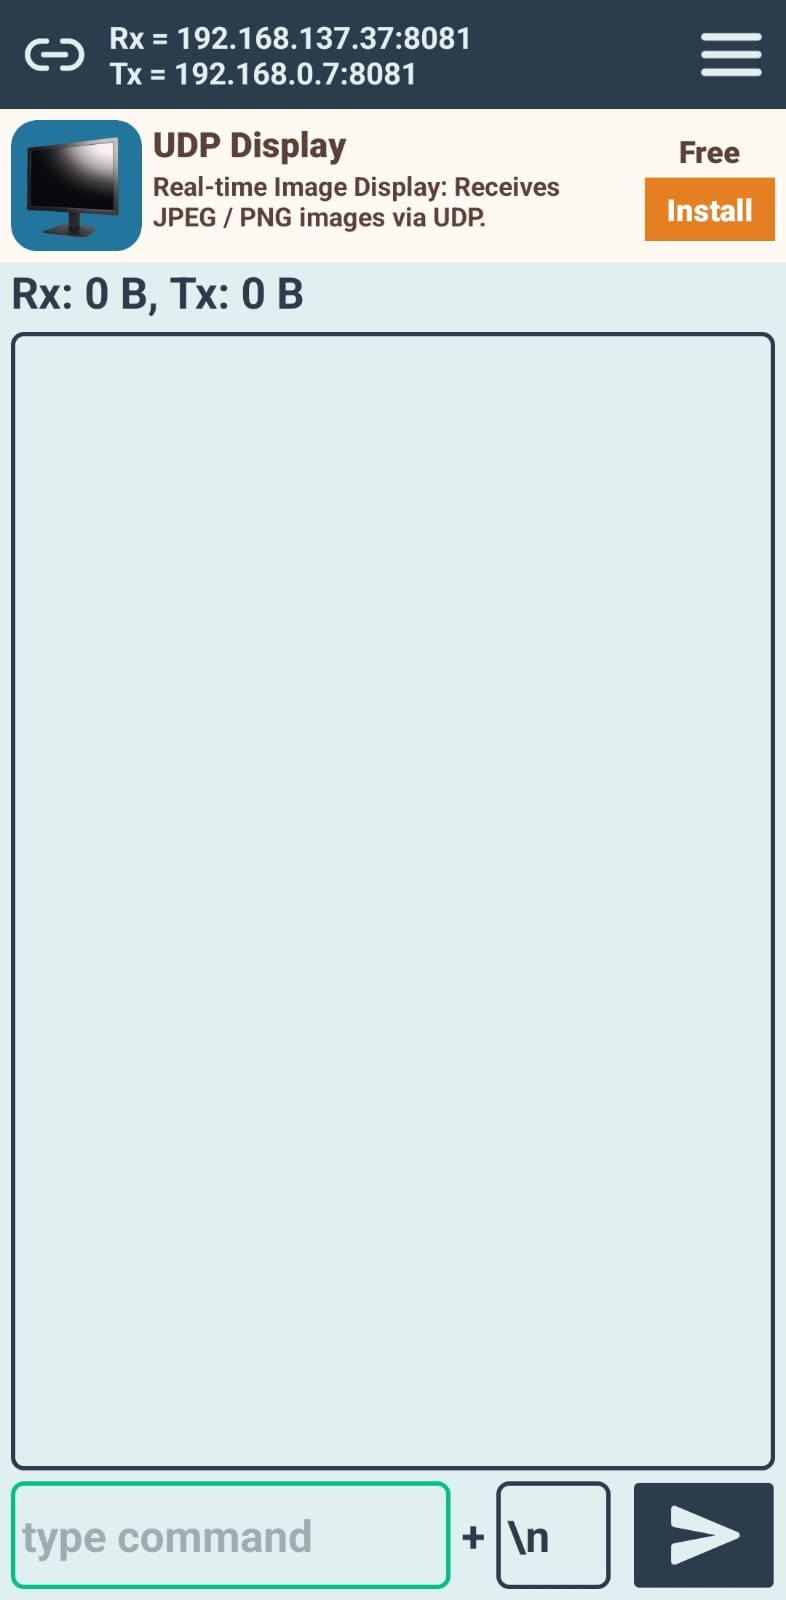 Rx = 192.168.137.37:8081
Tx = 192.168.0.7:8081
UDP Display
Real-time Image Display: Receives
JPEG / PNG images via UDP.
Free
Install
Rx: 0 B, Tx: 0 B
type command
+
\n